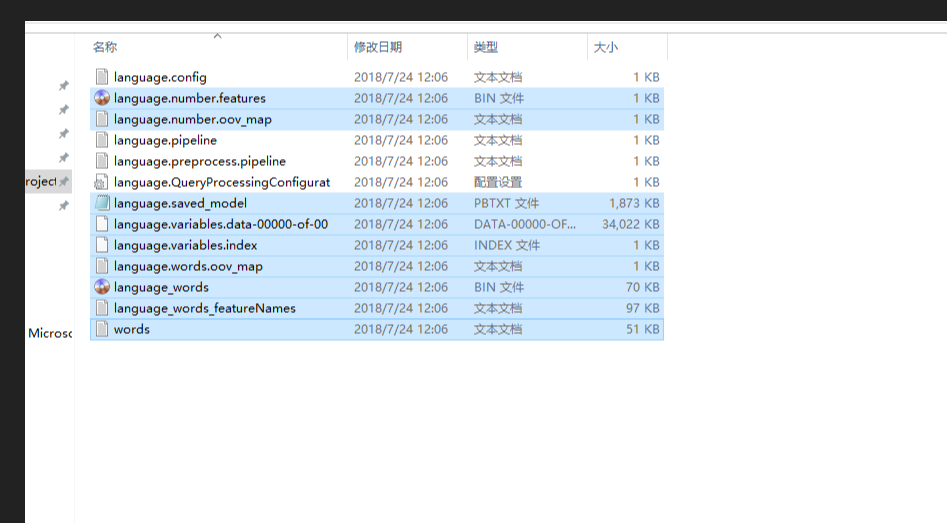 名称 修改日期 类型 大小
language.config 2018/7/24 12:06 文本文档 1 KB
language.number.features 2018/7/24 12:06 BIN 文件 1 KB
language.number.oov_map 2018/7/24 12:06 文本文档 1 KB
language.pipeline 2018/7/24 12:06 文本文档 1 KB
language.preprocess.pipeline 2018/7/24 12:06 文本文档 1 KB
roject language.QueryProcessingConfigurat 2018/7/24 12:06 配置设置 1 KB
language.saved_model 2018/7/24 12:06 PBTXT 文件 1,873 KB
language.variables.data-00000-of-00 2018/7/24 12:06 DATA-00000-OF... 34,022 KB
language.variables.index 2018/7/24 12:06 INDEX 文件 1 KB
language.words.oov_map 2018/7/24 12:06 文本文档 1 KB
language_words 2018/7/24 12:06 BIN 文件 70 KB
language_words_featureNames 2018/7/24 12:06 文本文档 97 KB
Microsc words 2018/7/24 12:06 文本文档 51 KB